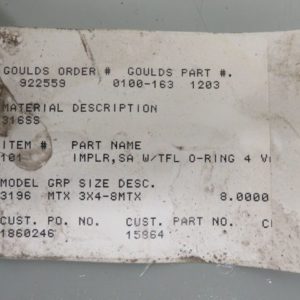 GOULDS ORDER # GOULDS PART #.
922559 0100-163 1203
MATERIAL DESCRIPTION
316SS
ITEM # PART NAME
101 IMPLR,SA W/TFL O-RING 4 V
MODEL GRP SIZE DESC.
3196 MTX 3X4-8MTX 8.0000
CUST. PO. NO. CUST. PART NO. C
1860246 15864